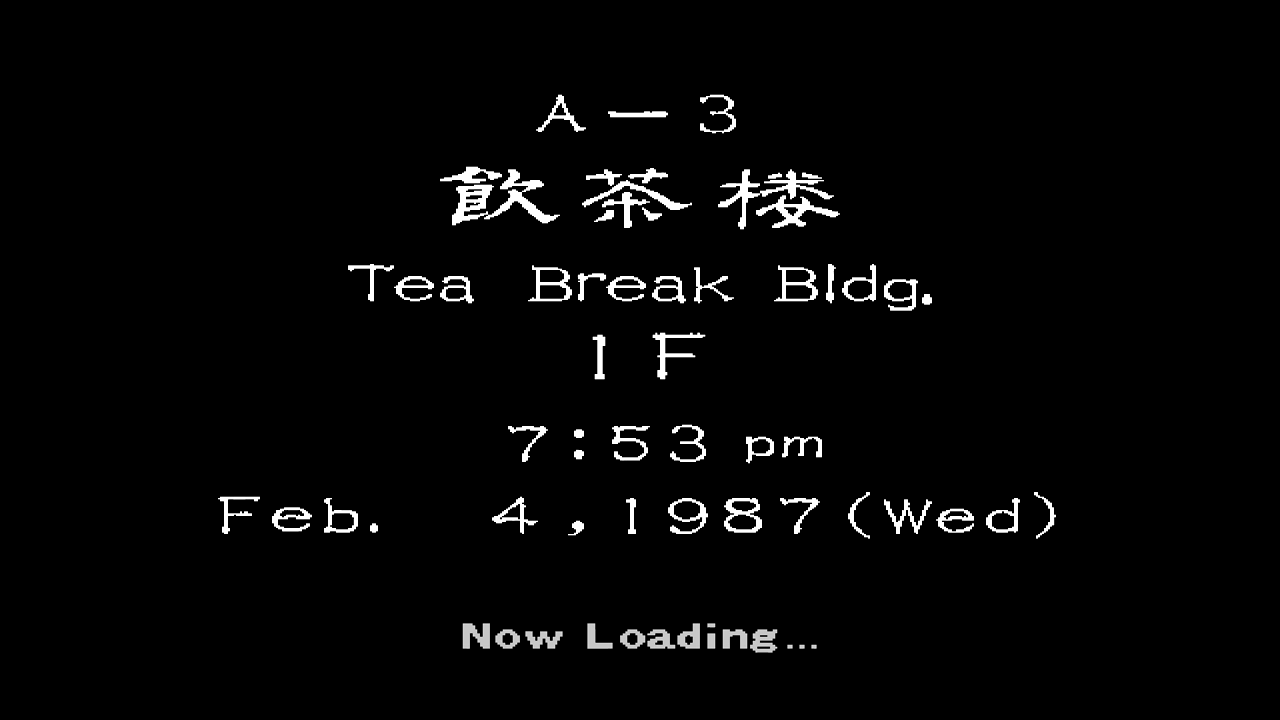 A－3
飲茶楼
Tea Break Bldg.
1F
7:53 pm
Feb. 4,1987(Wed)
Now Loading...